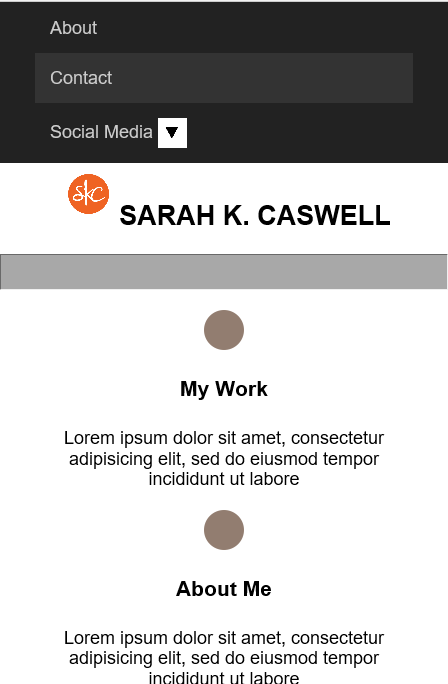 About
Contact
Social Media ▼
skc
SARAH K. CASWELL
My Work
Lorem ipsum dolor sit amet, consectetur
adipisicing elit, sed do eiusmod tempor
incididunt ut labore
About Me
Lorem ipsum dolor sit amet, consectetur
adipisicing elit, sed do eiusmod tempor
incididunt ut labore